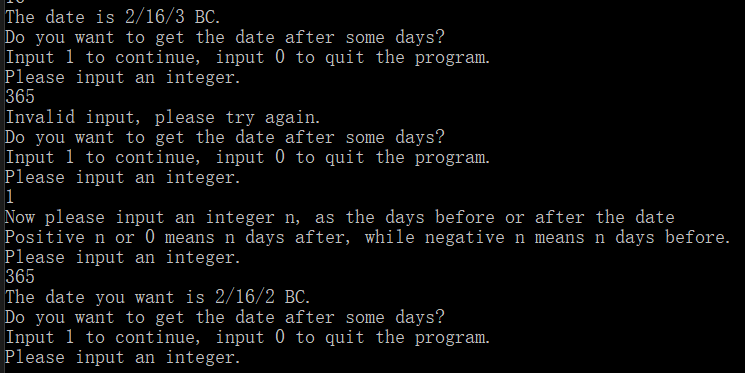 The date is 2/16/3 BC.
Do you want to get the date after some days?
Input 1 to continue, input 0 to quit the program.
Please input an integer.
365
Invalid input, please try again.
Do you want to get the date after some days?
Input 1 to continue, input 0 to quit the program.
Please input an integer.
1
Now please input an integer n, as the days before or after the date
Positive n or 0 means n days after, while negative n means n days before.
Please input an integer.
365
The date you want is 2/16/2 BC.
Do you want to get the date after some days?
Input 1 to continue, input 0 to quit the program.
Please input an integer.